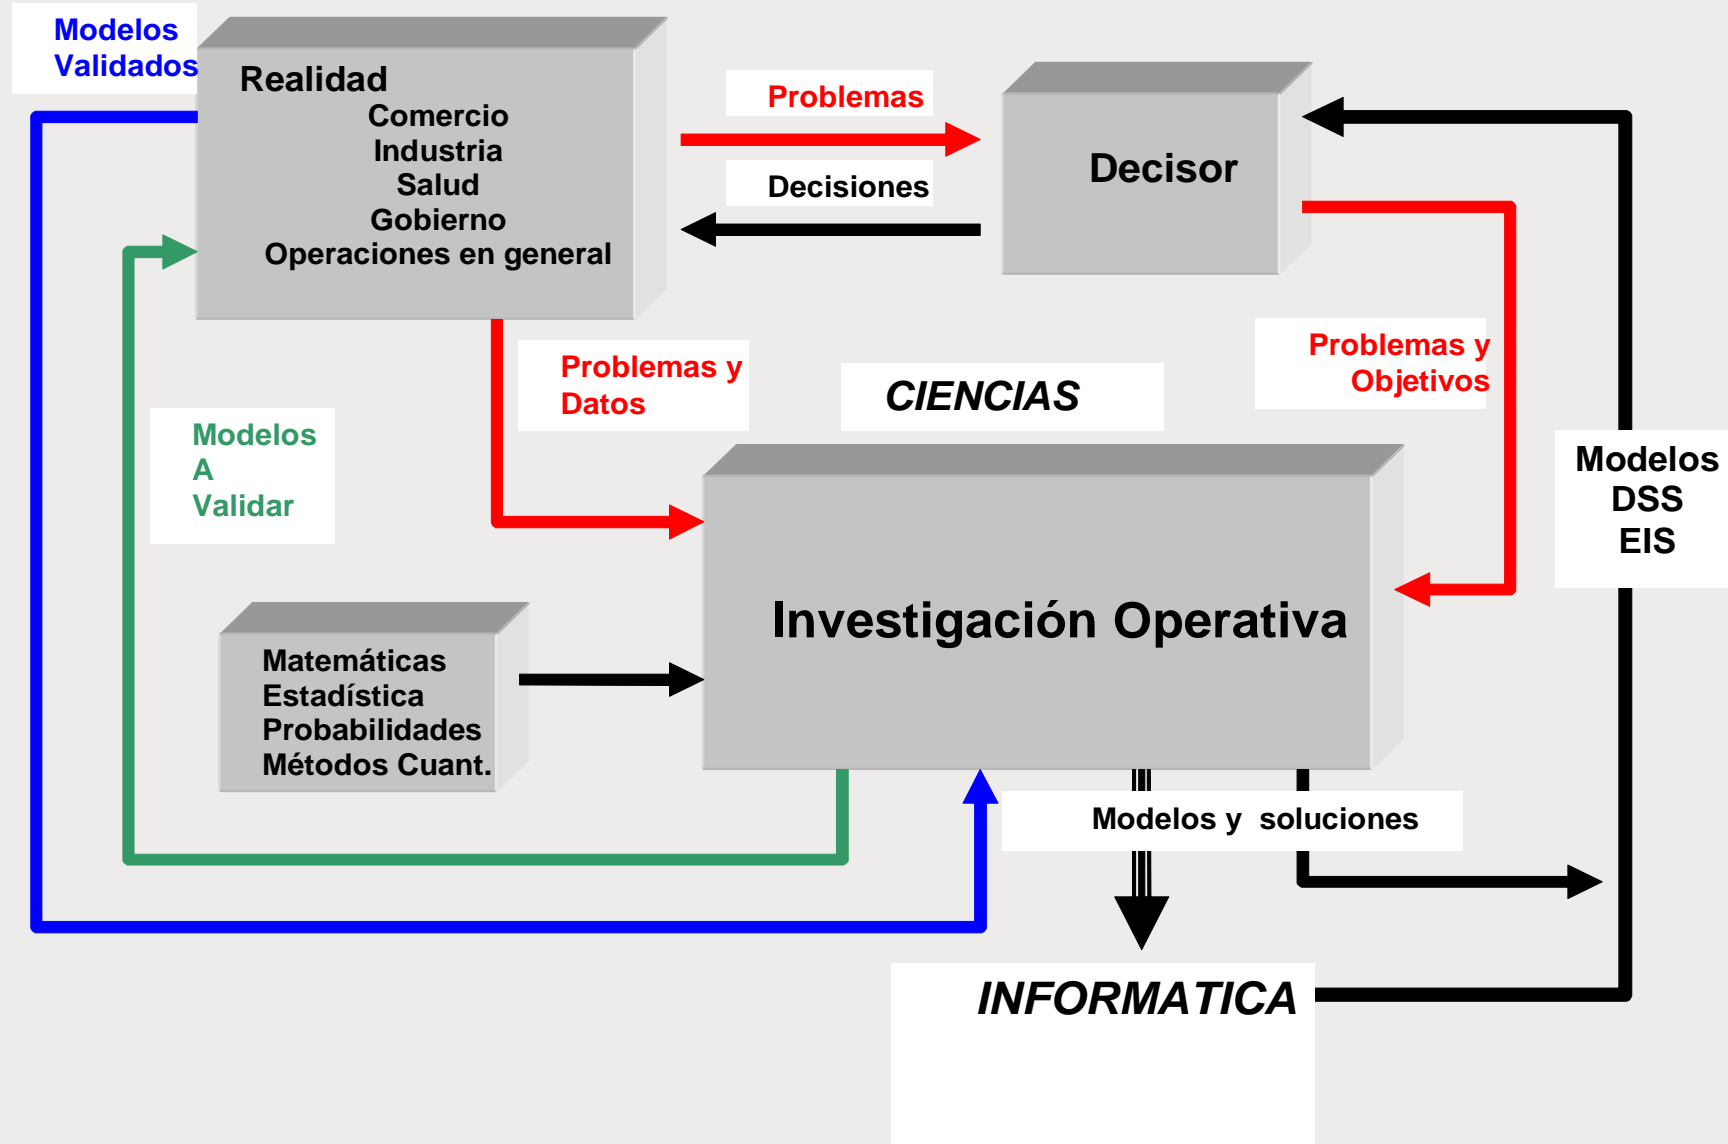 Modelos
Validados
Realidad
Comercio
Industria
Salud
Gobierno
Operaciones en general
Problemas
Decisiones
Decisor
Problemas y
Datos
CIENCIAS
Problemas y
Objetivos
Modelos
A
Validar
Modelos
DSS
EIS
Investigación Operativa
Matemáticas
Estadística
Probabilidades
Métodos Cuant.
Modelos y  soluciones
INFORMATICA